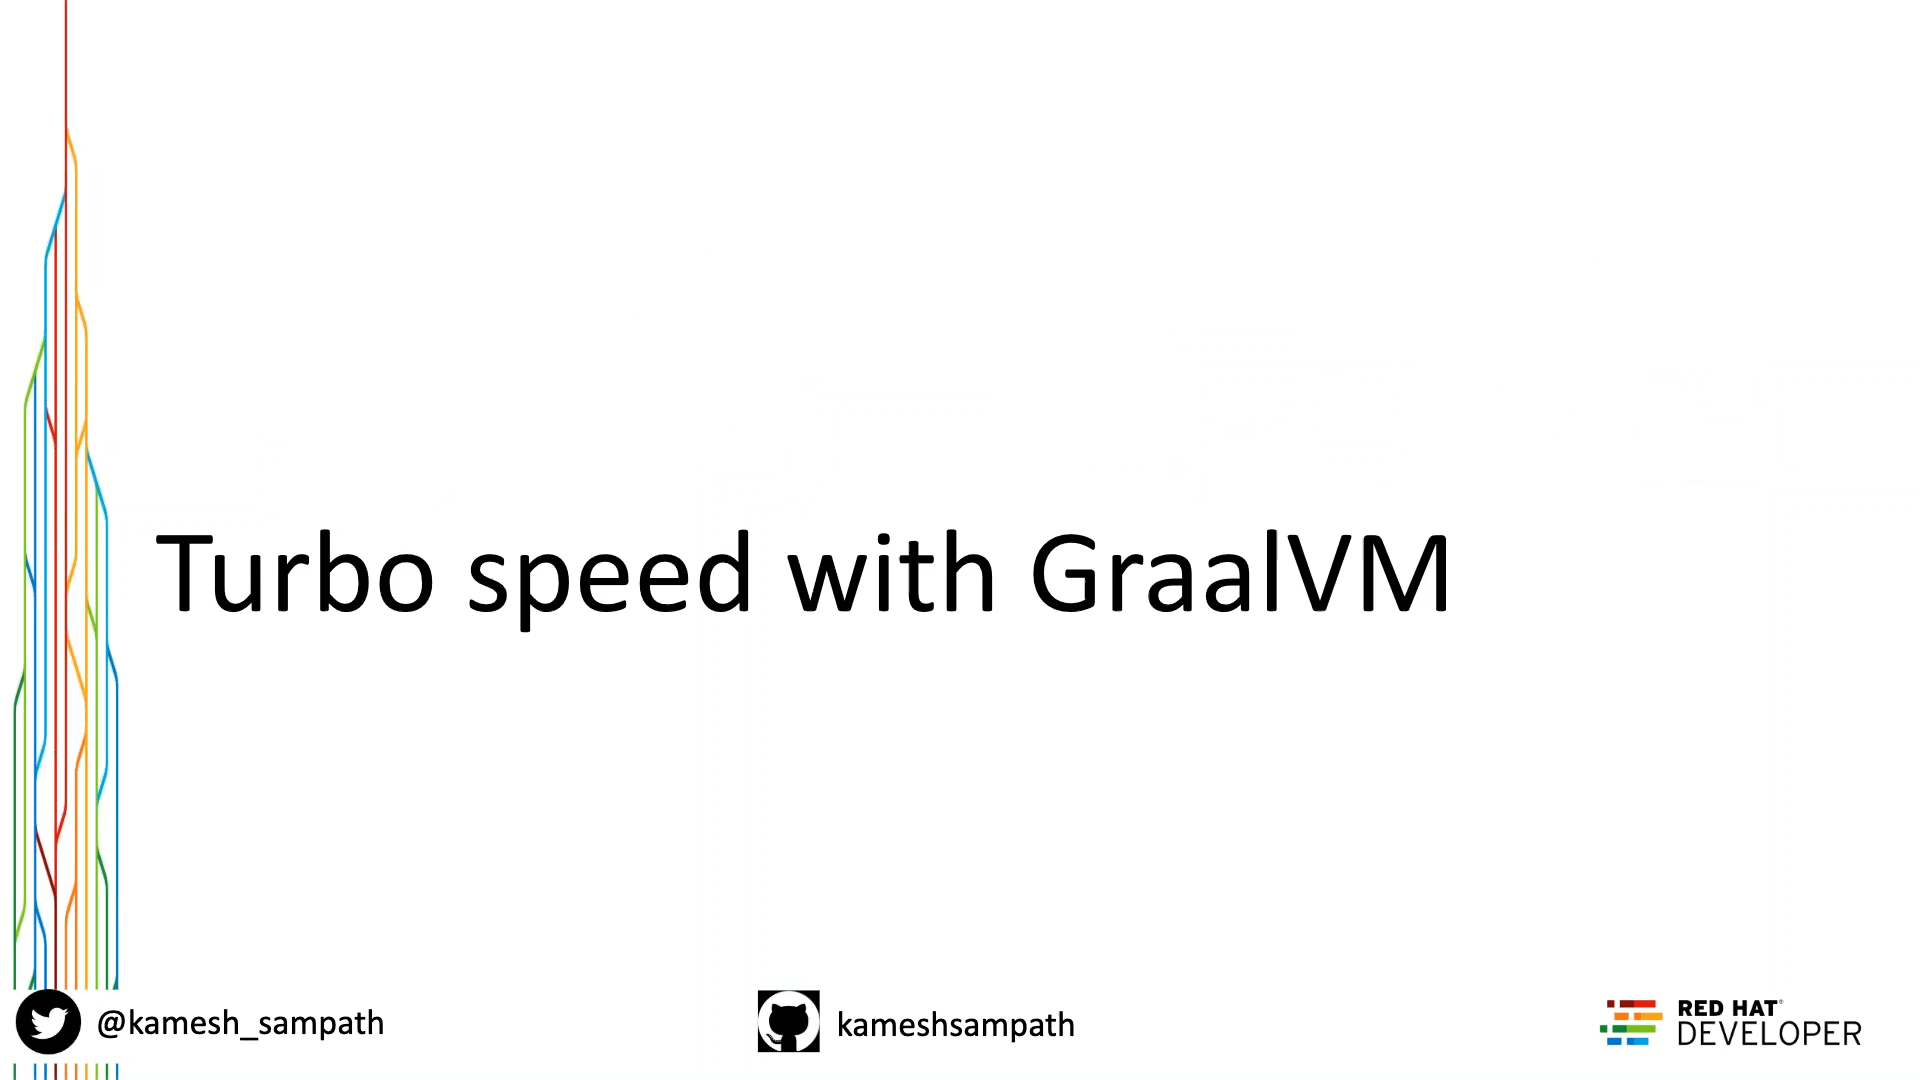 Turbo speed with GraalVM
@kamesh_sampath
kameshsampath
RED HAT®
DEVELOPER